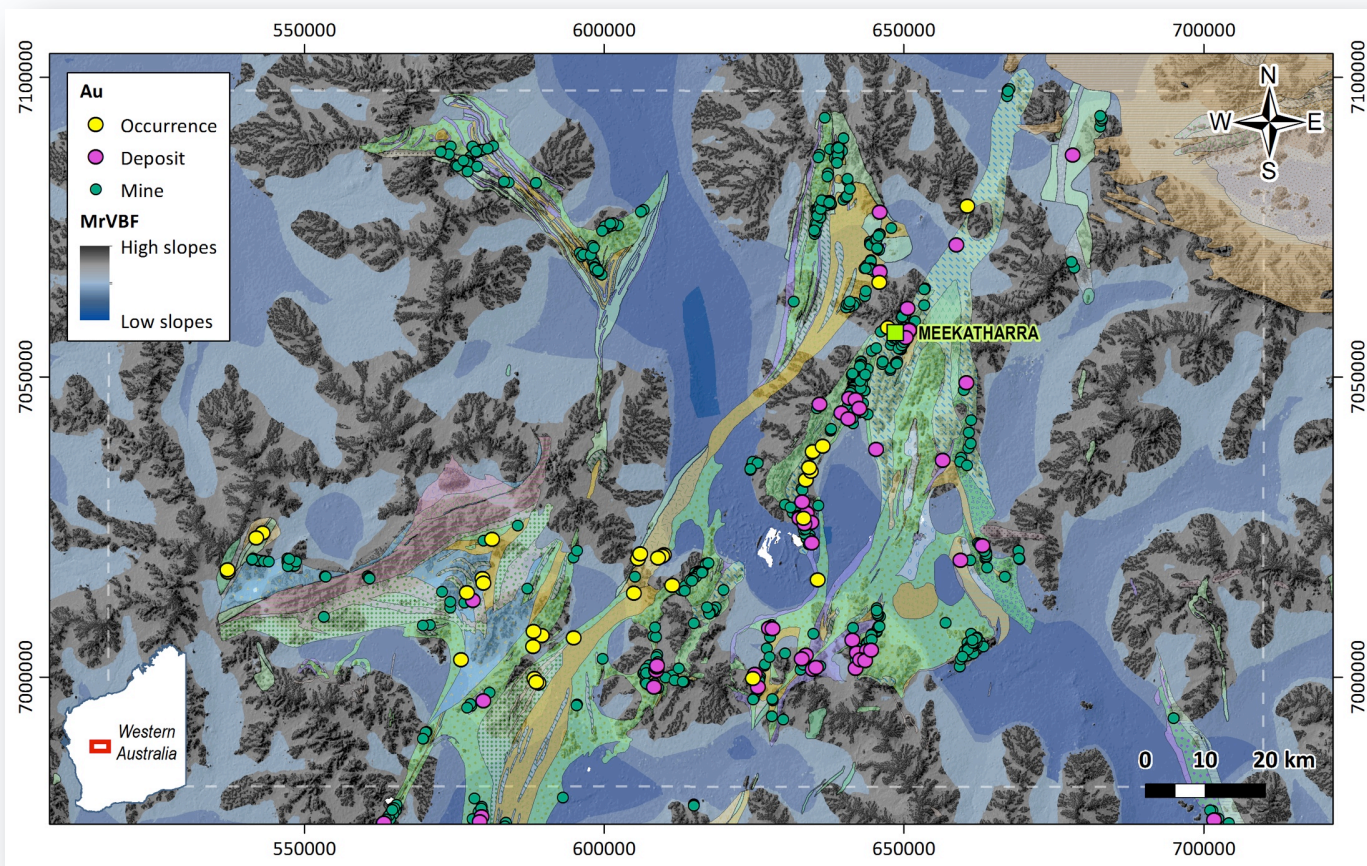 550000 600000 650000 700000
7100000 7100000
Au
Occurrence
Deposit
Mine
MrVBF
High slopes
Low slopes
N
W E
S
MEEKATHARRA
7050000 7050000
7000000 7000000
Western
Australia
0 10 20 km
550000 600000 650000 700000